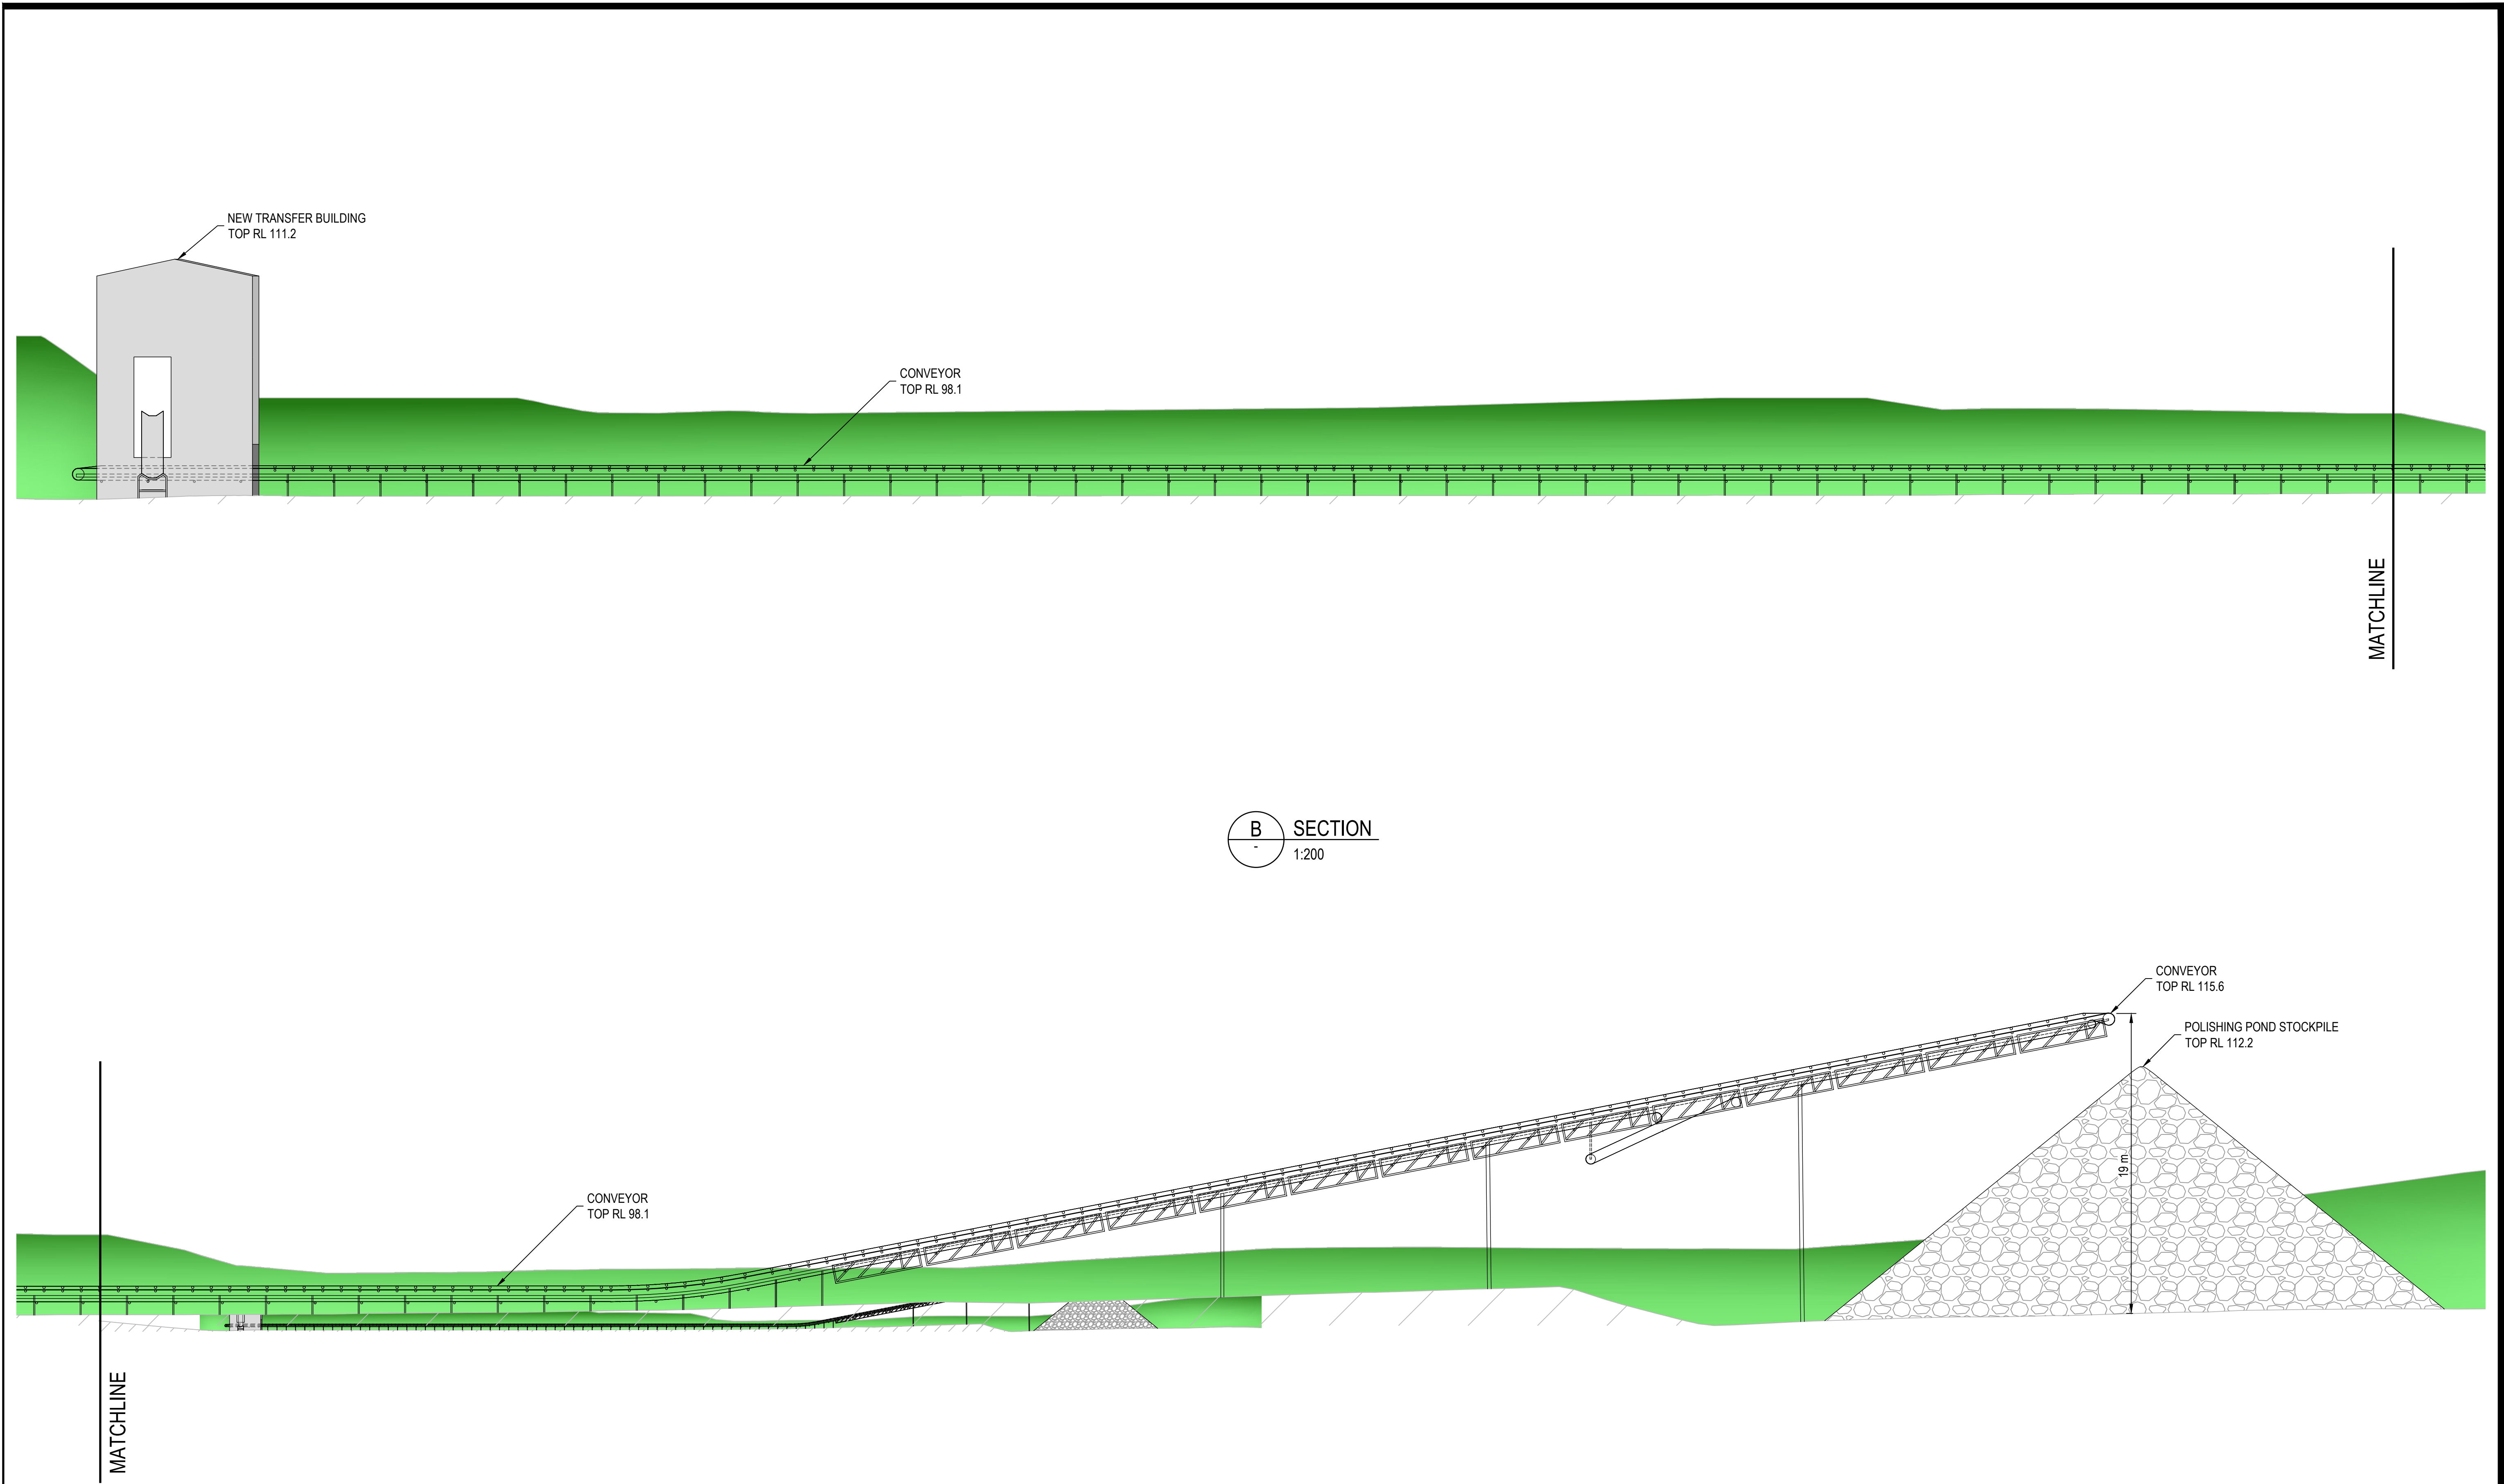 NEW TRANSFER BUILDING
TOP RL 111.2
CONVEYOR
TOP RL 98.1
MATCHLINE
B
-
SECTION
1:200
CONVEYOR
TOP RL 115.6
POLISHING POND STOCKPILE
TOP RL 112.2
19 m
CONVEYOR
TOP RL 98.1
MATCHLINE